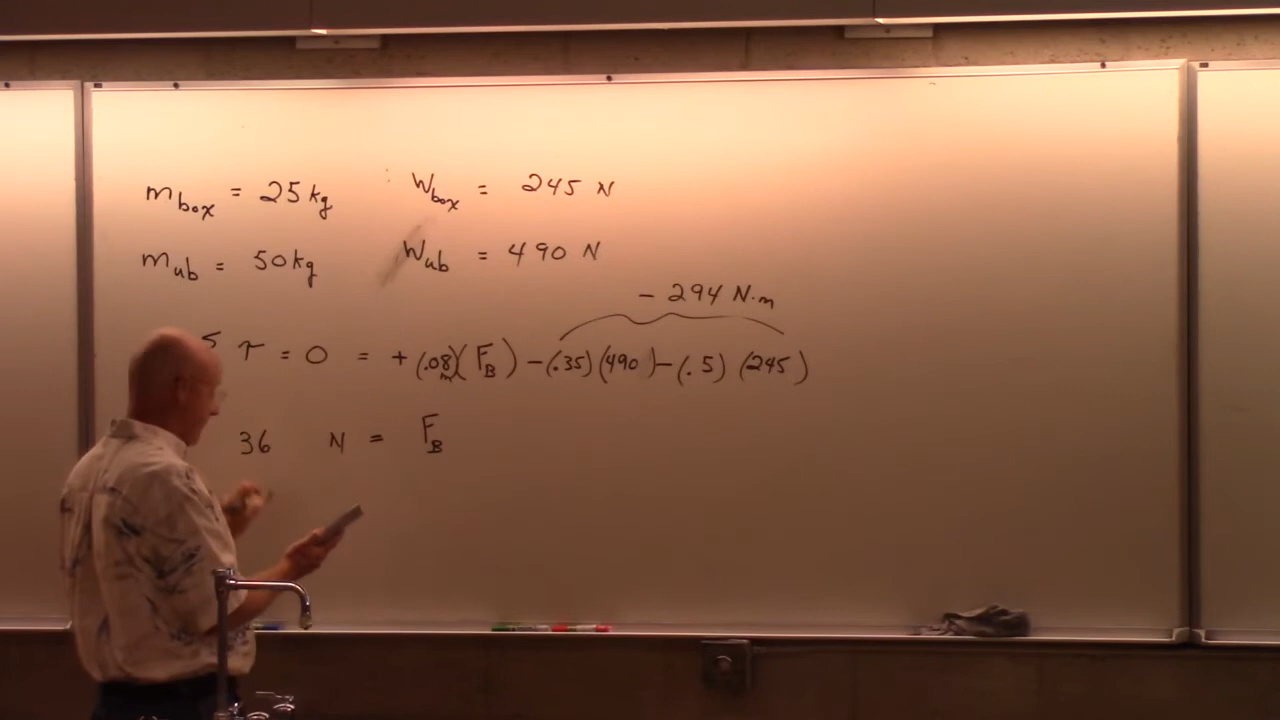 m_box = 25 kg   W_box = 245 N
m_ub = 50 kg   W_ub = 490 N
- 294 N·m
τ = 0 = + (.08)(F_B) - (.35)(490) - (.5)(245)
m
36 N = F_B